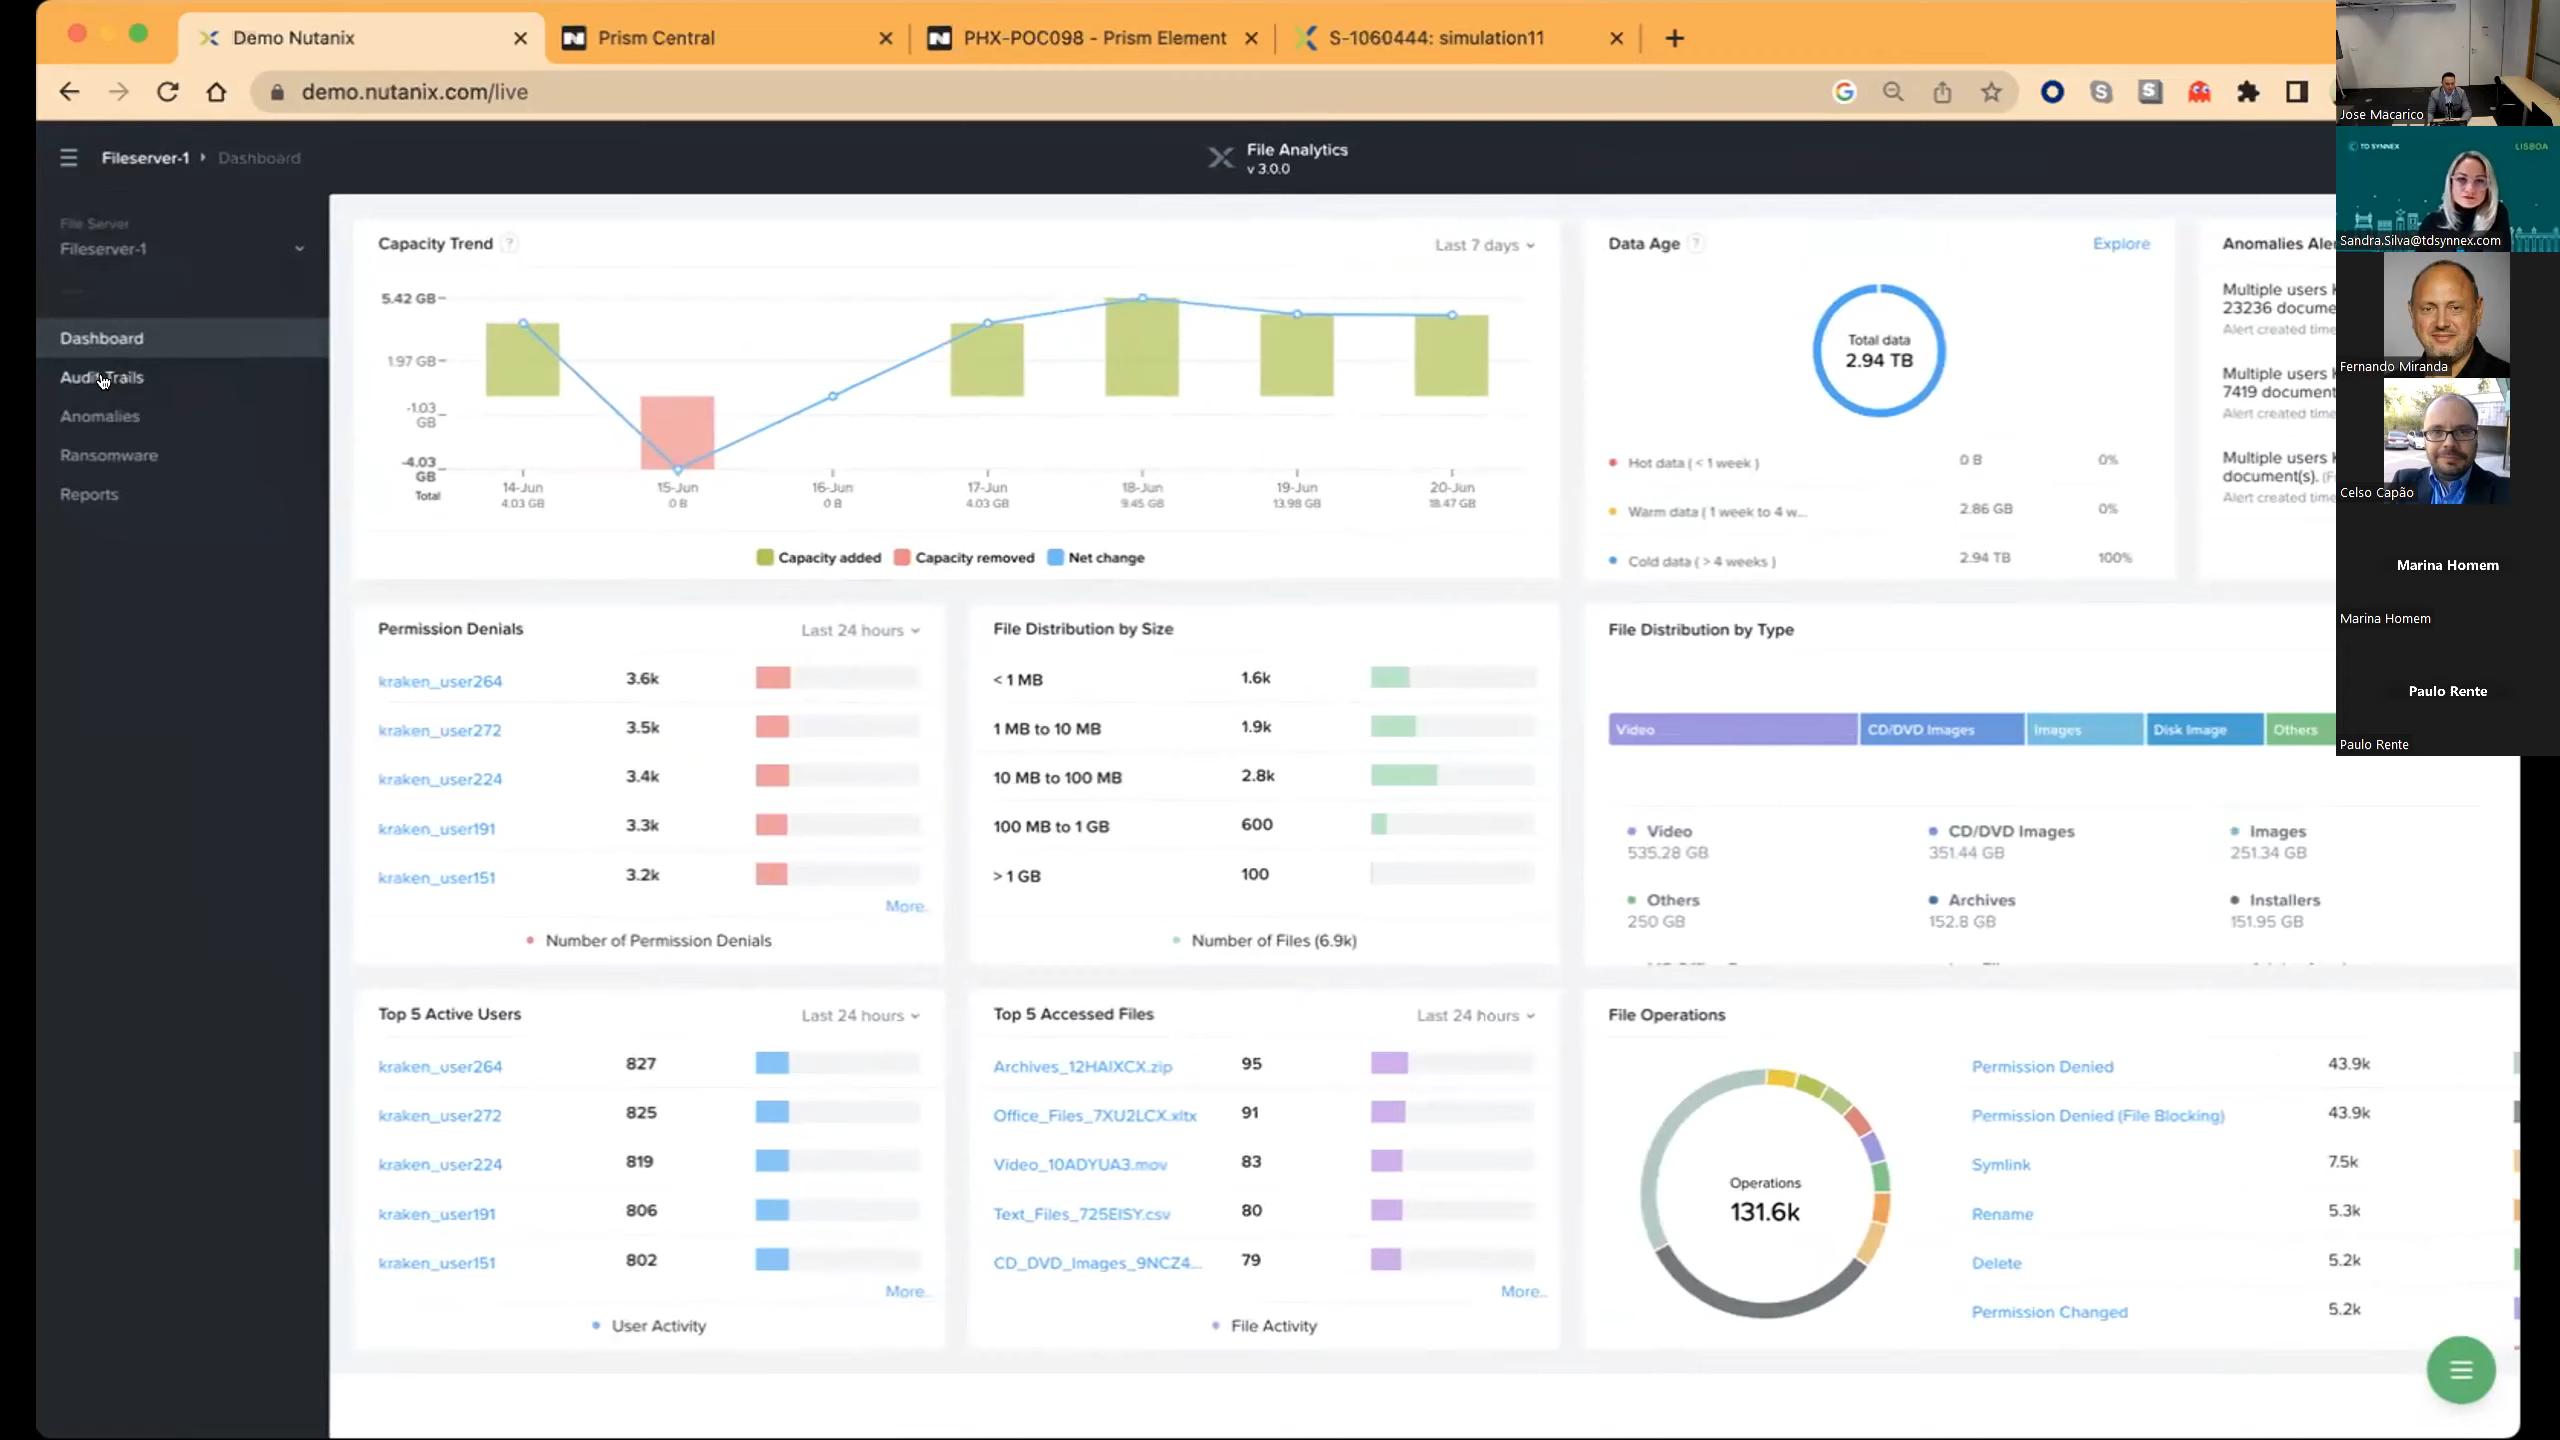 Demo Nutanix
Prism Central
PHX-POC098 - Prism Element
S-1060444: simulation11
demo.nutanix.com/live
Fileserver-1
Dashboard
File Analytics
v 3.0.0
File Server
Fileserver-1
Dashboard
Audit Trails
Anomalies
Ransomware
Reports
Capacity Trend ?
Last 7 days
5.42 GB
1.97 GB
-1.03
GB
-4.03
GB
Total
14-Jun
4.03 GB
15-Jun
0 B
16-Jun
0 B
17-Jun
4.03 GB
18-Jun
9.45 GB
19-Jun
13.98 GB
20-Jun
18.47 GB
Capacity added
Capacity removed
Net change
Data Age ?
Explore
Total data
2.94 TB
Hot data ( < 1 week ) 0 B 0%
Warm data ( 1 week to 4 w... 2.86 GB 0%
Cold data ( > 4 weeks ) 2.94 TB 100%
Anomalies Ale
Multiple users
23236 docume
Alert created time
Multiple users
7419 document
Alert created time
Multiple users
document(s).
Alert created time
Permission Denials
Last 24 hours
kraken_user264 3.6k
kraken_user272 3.5k
kraken_user224 3.4k
kraken_user191 3.3k
kraken_user151 3.2k
More.
Number of Permission Denials
File Distribution by Size
< 1 MB 1.6k
1 MB to 10 MB 1.9k
10 MB to 100 MB 2.8k
100 MB to 1 GB 600
> 1 GB 100
Number of Files (6.9k)
File Distribution by Type
Video
CD/DVD Images
Images
Disk Image
Others
Video
535.28 GB
CD/DVD Images
351.44 GB
Images
251.34 GB
Others
250 GB
Archives
152.8 GB
Installers
151.95 GB
Top 5 Active Users
Last 24 hours
kraken_user264 827
kraken_user272 825
kraken_user224 819
kraken_user191 806
kraken_user151 802
More..
User Activity
Top 5 Accessed Files
Last 24 hours
Archives_12HAIXCX.zip 95
Office_Files_7XU2LCX.xltx 91
Video_10ADYUA3.mov 83
Text_Files_725EISY.csv 80
CD_DVD_Images_9NCZ4... 79
More..
File Activity
File Operations
Operations
131.6k
Permission Denied 43.9k
Permission Denied (File Blocking) 43.9k
Symlink 7.5k
Rename 5.3k
Delete 5.2k
Permission Changed 5.2k
Jose Macarico
TD SYNNEX
LISBOA
Sandra.Silva@tdsynnex.com
Fernando Miranda
Celso Capão
Marina Homem
Marina Homem
Paulo Rente
Paulo Rente